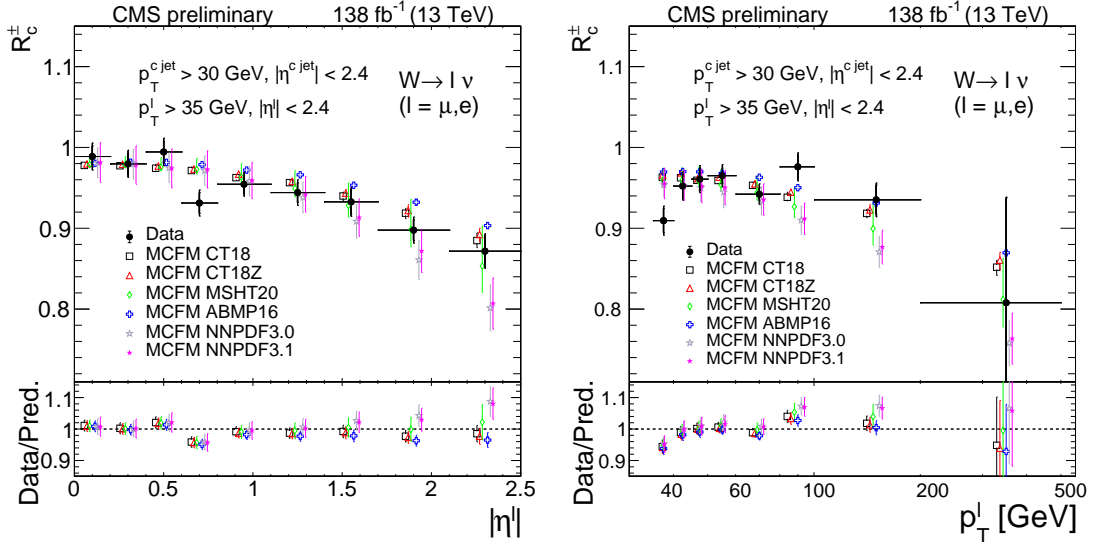 CMS preliminary 138 fb⁻¹ (13 TeV)
R_c^±
p_T^{c jet} > 30 GeV, |η^{c jet}| < 2.4
p_T^l > 35 GeV, |η^l| < 2.4
W→ l ν
(l = μ,e)
1.1
1
0.9
0.8
Data
MCFM CT18
MCFM CT18Z
MCFM MSHT20
MCFM ABMP16
MCFM NNPDF3.0
MCFM NNPDF3.1
Data/Pred.
1.1
1
0.9
0 0.5 1 1.5 2 2.5
|η^l|
CMS preliminary 138 fb⁻¹ (13 TeV)
R_c^±
p_T^{c jet} > 30 GeV, |η^{c jet}| < 2.4
p_T^l > 35 GeV, |η^l| < 2.4
W→ l ν
(l = μ,e)
1.1
1
0.9
0.8
Data
MCFM CT18
MCFM CT18Z
MCFM MSHT20
MCFM ABMP16
MCFM NNPDF3.0
MCFM NNPDF3.1
Data/Pred.
1.1
1
0.9
40 60 100 200 500
p_T^l [GeV]